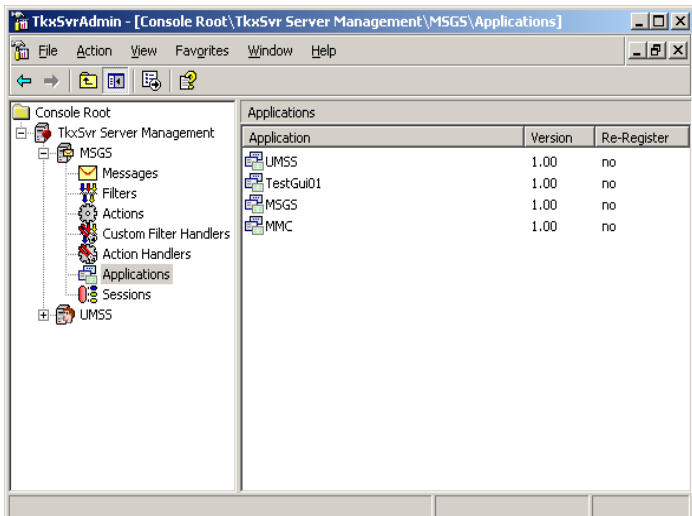 TkxSvrAdmin - [Console Root\TkxSvr Server Management\MSGS\Applications]
File Action View Favorites Window Help
Console Root
TkxSvr Server Management
MSGS
Messages
Filters
Actions
Custom Filter Handlers
Action Handlers
Applications
Sessions
UMSS
Applications
Application Version Re-Register
UMSS 1.00 no
TestGui01 1.00 no
MSGS 1.00 no
MMC 1.00 no